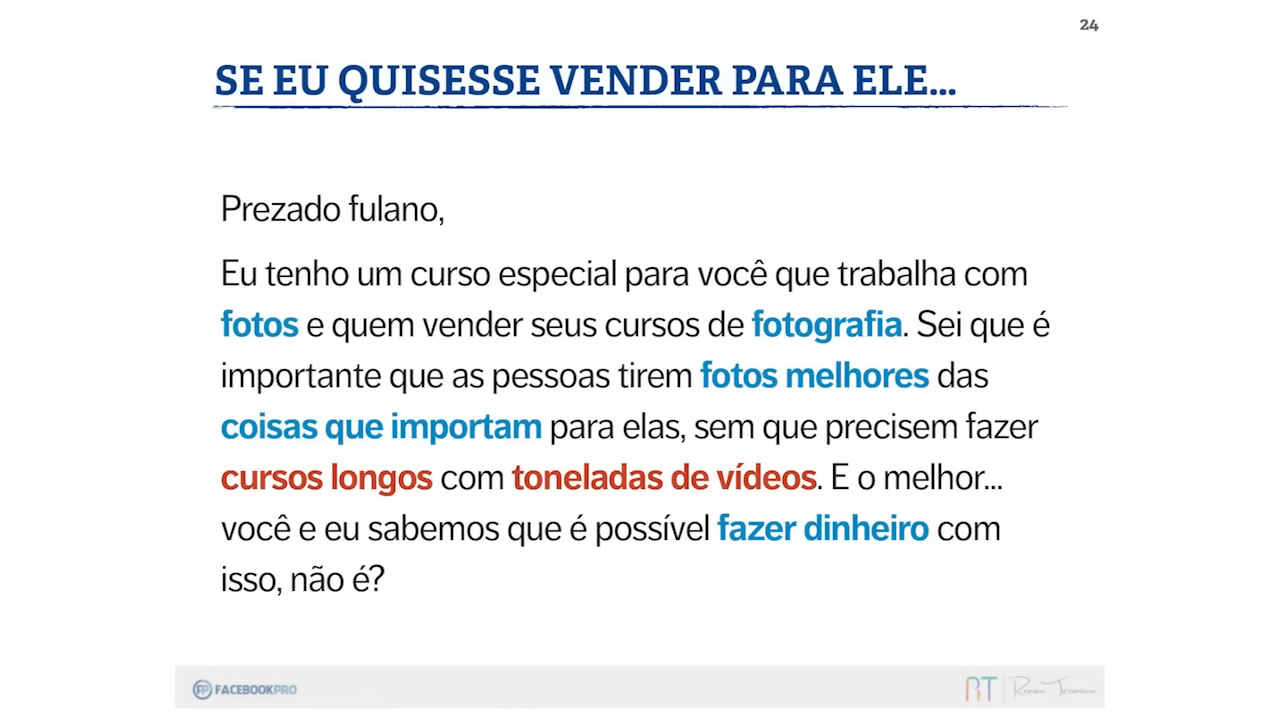 24
SE EU QUISESSE VENDER PARA ELE...
Prezado fulano,
Eu tenho um curso especial para você que trabalha com
fotos e quem vender seus cursos de fotografia. Sei que é
importante que as pessoas tirem fotos melhores das
coisas que importam para elas, sem que precisem fazer
cursos longos com toneladas de vídeos. E o melhor...
você e eu sabemos que é possível fazer dinheiro com
isso, não é?
FP FACEBOOKPRO
RT